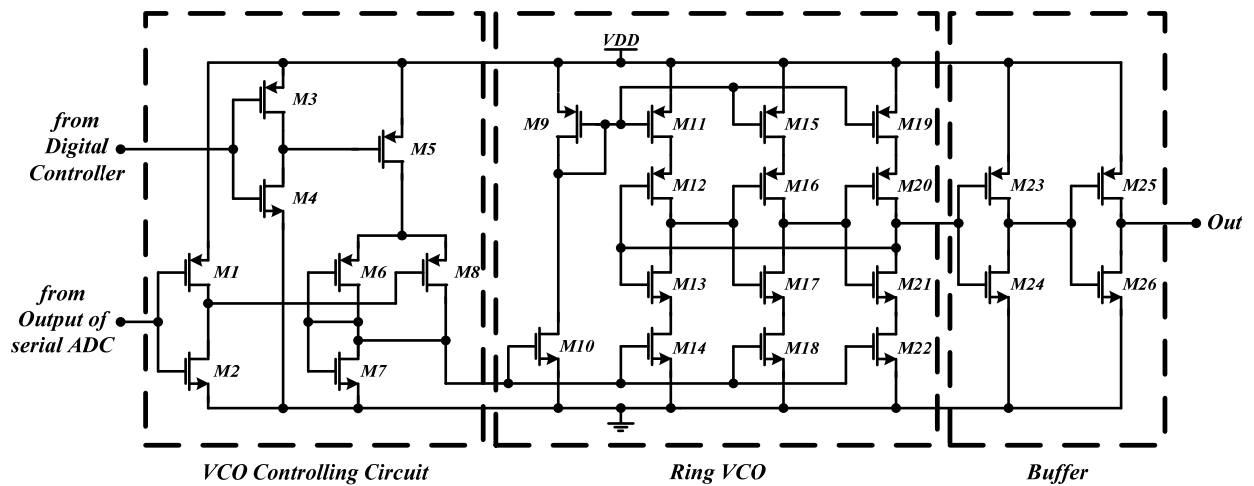 VDD
from
Digital
Controller
from
Output of
serial ADC
M3
M4
M5
M1
M2
M6
M8
M7
M9
M10
M11
M12
M13
M14
M15
M16
M17
M18
M19
M20
M21
M22
M23
M24
M25
M26
Out
VCO Controlling Circuit
Ring VCO
Buffer